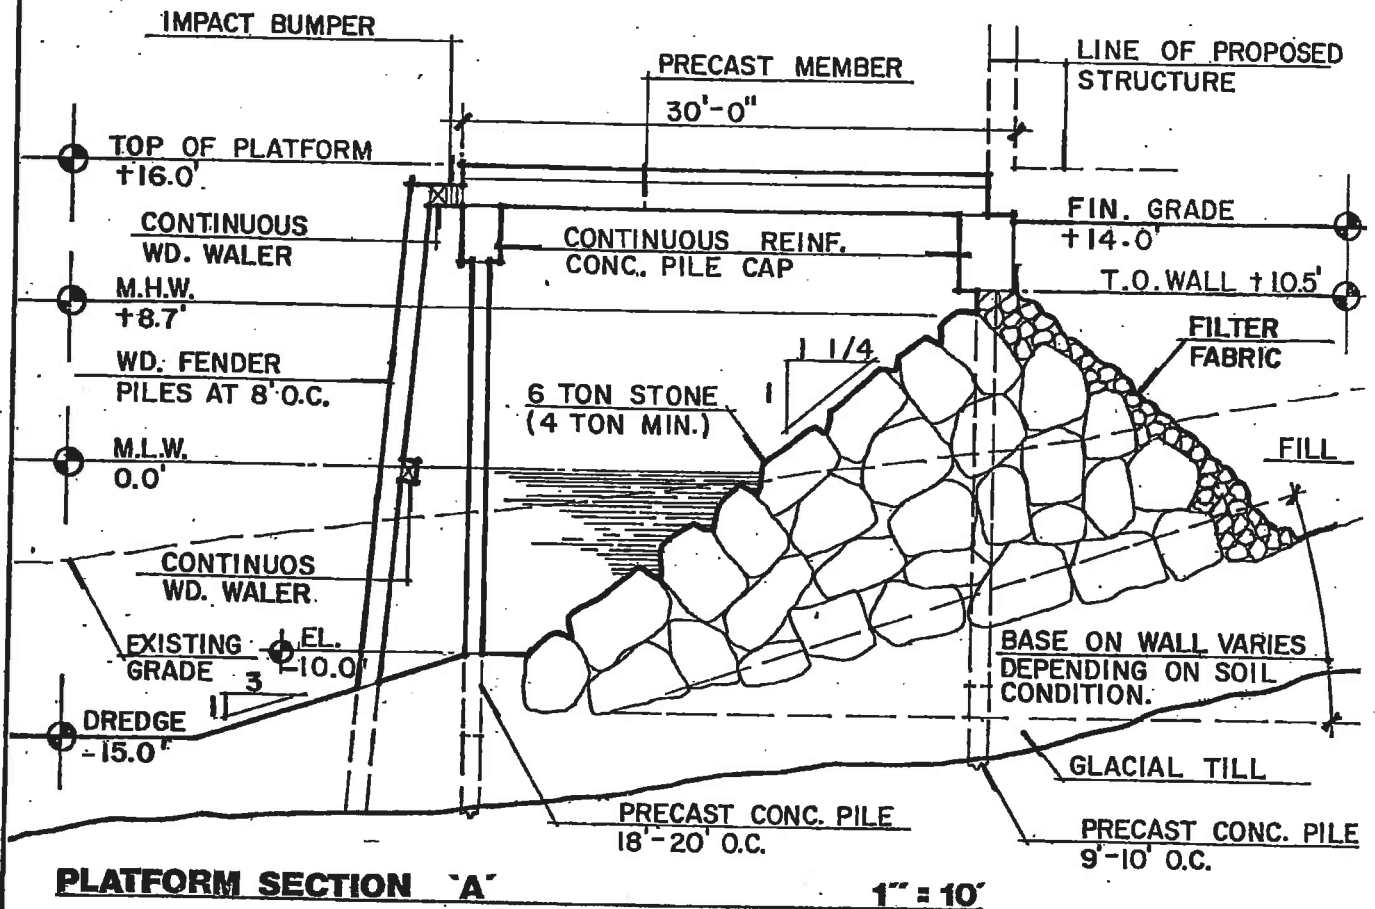 IMPACT BUMPER
PRECAST MEMBER
30'-0"
LINE OF PROPOSED
STRUCTURE
TOP OF PLATFORM
+16.0'
CONTINUOUS
WD. WALER
CONTINUOUS REINF.
CONC. PILE CAP
FIN. GRADE
+14.0'
T.O. WALL +10.5'
M.H.W.
+8.7'
WD. FENDER
PILES AT 8' O.C.
1 1/4
1
6 TON STONE
(4 TON MIN.)
FILTER
FABRIC
M.L.W.
0.0'
FILL
CONTINUOS
WD. WALER
EXISTING
GRADE
EL.
-10.0'
3
1
BASE ON WALL VARIES
DEPENDING ON SOIL
CONDITION.
DREDGE
-15.0'
GLACIAL TILL
PRECAST CONC. PILE
18'-20' O.C.
PRECAST CONC. PILE
9'-10' O.C.
PLATFORM SECTION 'A'
1" = 10'